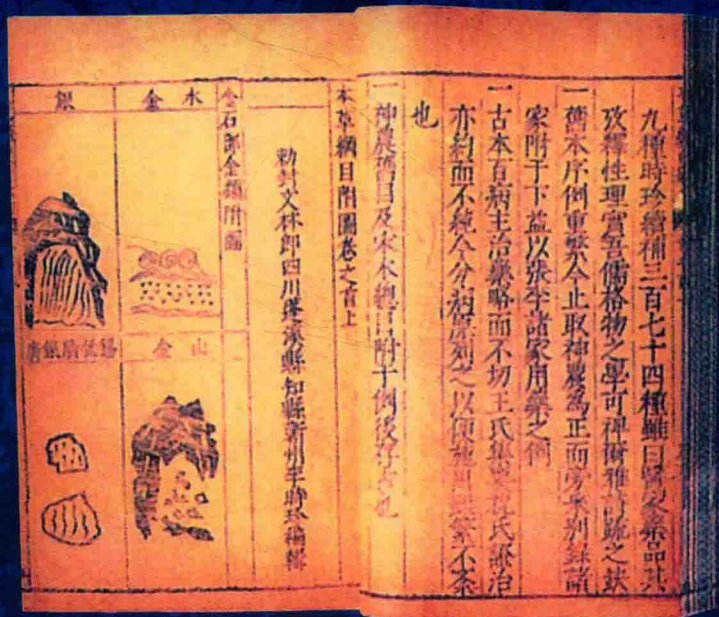 九種時珍續補三百七十四種雖曰醫家藥品其
攷釋性理實吾儒格物之學可裨爾雅詩疏之缺
一舊本序例重繁今止取神農為正而旁采別錄諸
家附于下益以張李諸家用藥之例
一古本百病主治藥略而不切王氏集要祝氏證治
亦約而不純今分病原列之以便施用雖繁不紊
也
一神農舊目及宋本總目附于例後存古也
本草綱目附圖卷之首上
勅封文林郎四川蓬溪縣知縣蘄州李時珍編輯
金石部金類附圖
水金
山金
銀